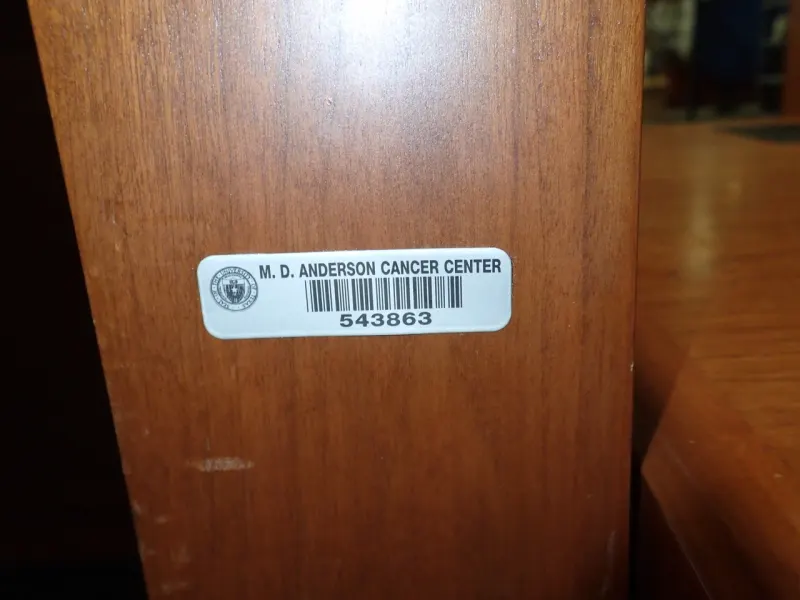 M. D. ANDERSON CANCER CENTER
543863